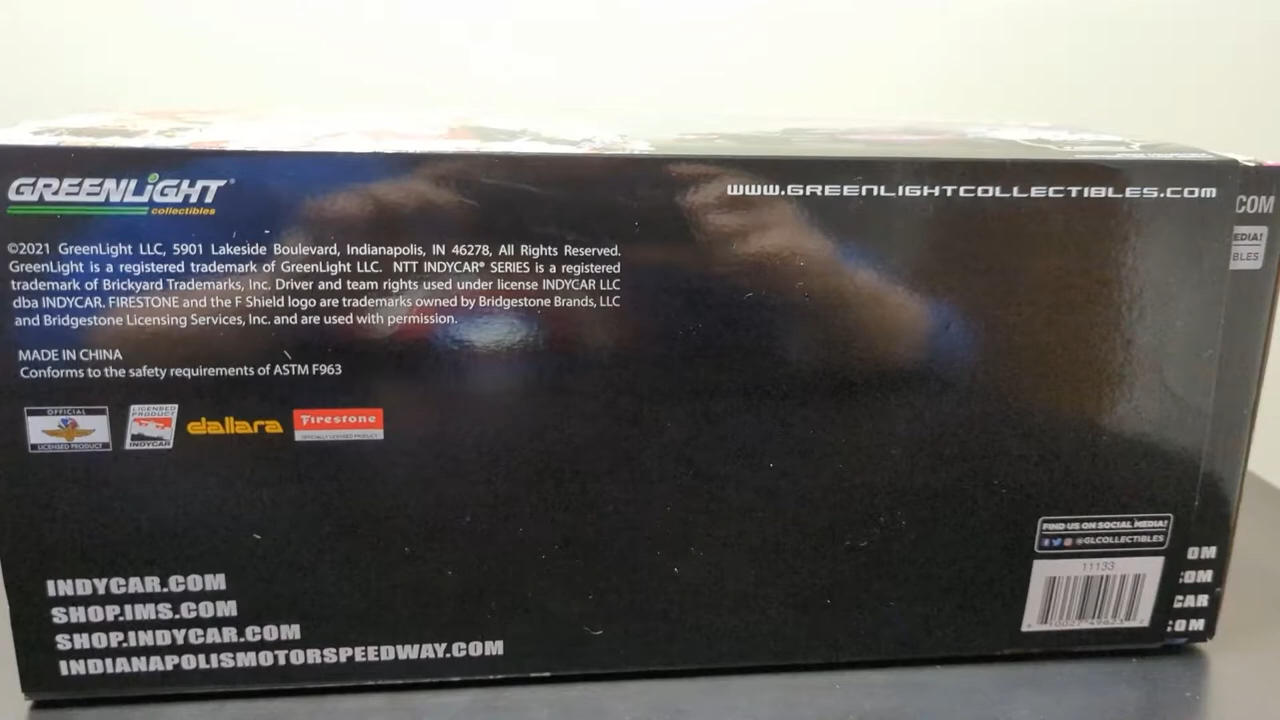 GREENLiGHT®
collectibles
WWW.GREENLIGHTCOLLECTIBLES.COM
©2021 GreenLight LLC, 5901 Lakeside Boulevard, Indianapolis, IN 46278, All Rights Reserved.
GreenLight is a registered trademark of GreenLight LLC. NTT INDYCAR® SERIES is a registered
trademark of Brickyard Trademarks, Inc. Driver and team rights used under license INDYCAR LLC
dba INDYCAR. FIRESTONE and the F Shield logo are trademarks owned by Bridgestone Brands, LLC
and Bridgestone Licensing Services, Inc. and are used with permission.
MADE IN CHINA
Conforms to the safety requirements of ASTM F963
OFFICIAL
LICENSED PRODUCT
LICENSED
PRODUCT
INDYCAR
dallara
Firestone
OFFICIALLY LICENSED PRODUCT
INDYCAR.COM
SHOP.IMS.COM
SHOP.INDYCAR.COM
INDIANAPOLISMOTORSPEEDWAY.COM
FIND US ON SOCIAL MEDIA!
@GLCOLLECTIBLES
11133
COM
EDIA!
BLES
OM
:OM
CAR
:OM